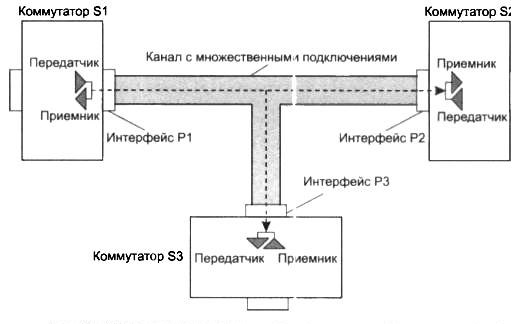 Коммутатор S1
Коммутатор S2
Канал с множественными подключениями
Передатчик
Приемник
Приемник
Передатчик
Интерфейс P1
Интерфейс P2
Интерфейс P3
Коммутатор S3
Передатчик
Приемник